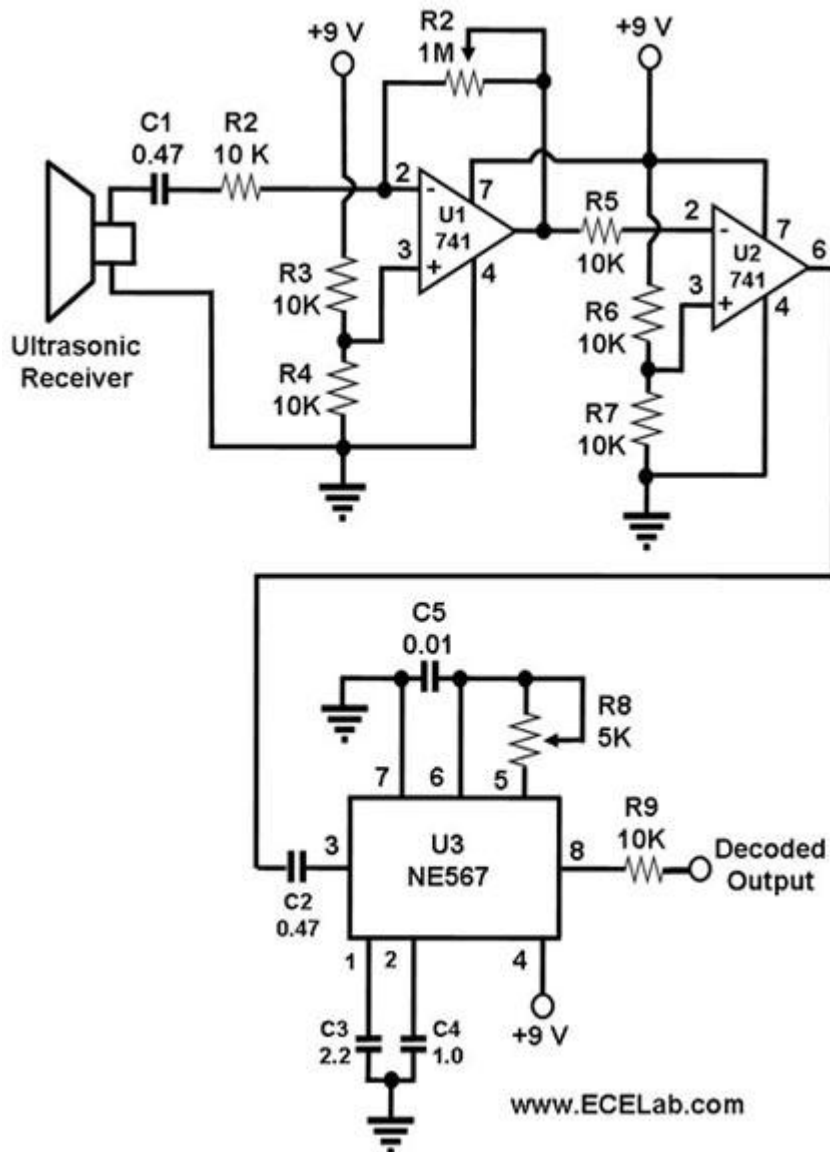 +9 V
R2
1M
+9 V
C1
0.47
R2
10 K
2
-
7
U1
741
3
+
4
R3
10K
R4
10K
Ultrasonic
Receiver
R5
10K
2
-
7
U2
741
6
3
+
4
R6
10K
R7
10K
C5
0.01
R8
5K
7
6
5
3
U3
NE567
8
R9
10K
Decoded
Output
C2
0.47
1
2
4
C3
2.2
C4
1.0
+9 V
www.ECELab.com